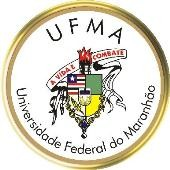 UFMA
A VIDA É COMBATE
Universidade Federal do Maranhão